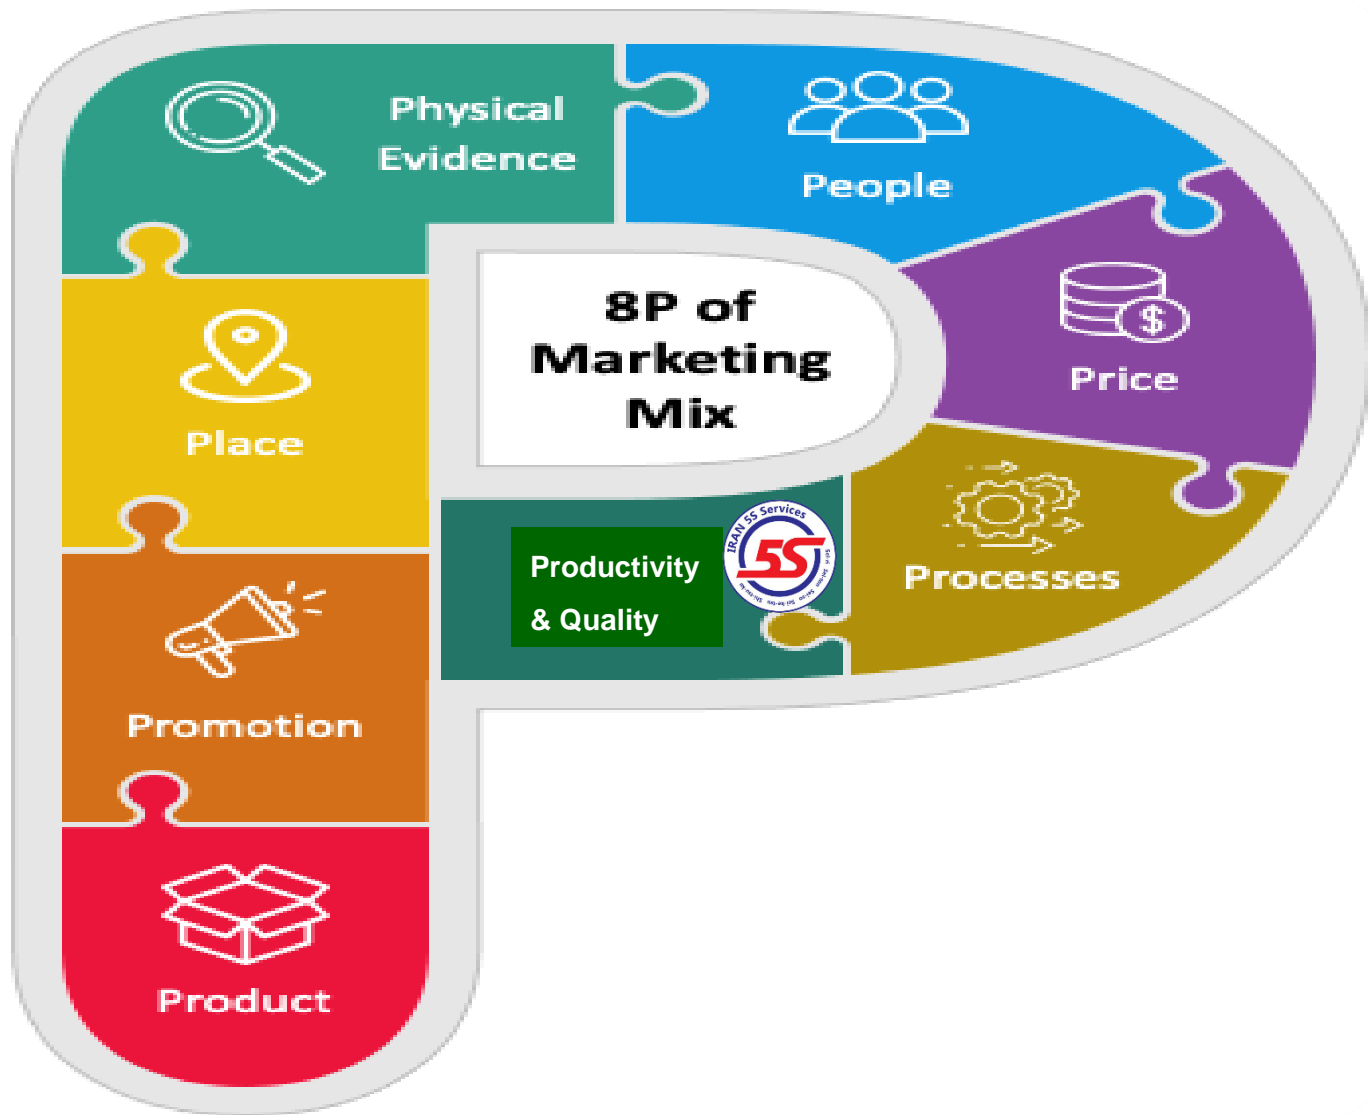 Physical
Evidence
People
Price
Processes
Productivity
& Quality
IRAN 5S Services
5S
8P of
Marketing
Mix
$
Place
Promotion
Product